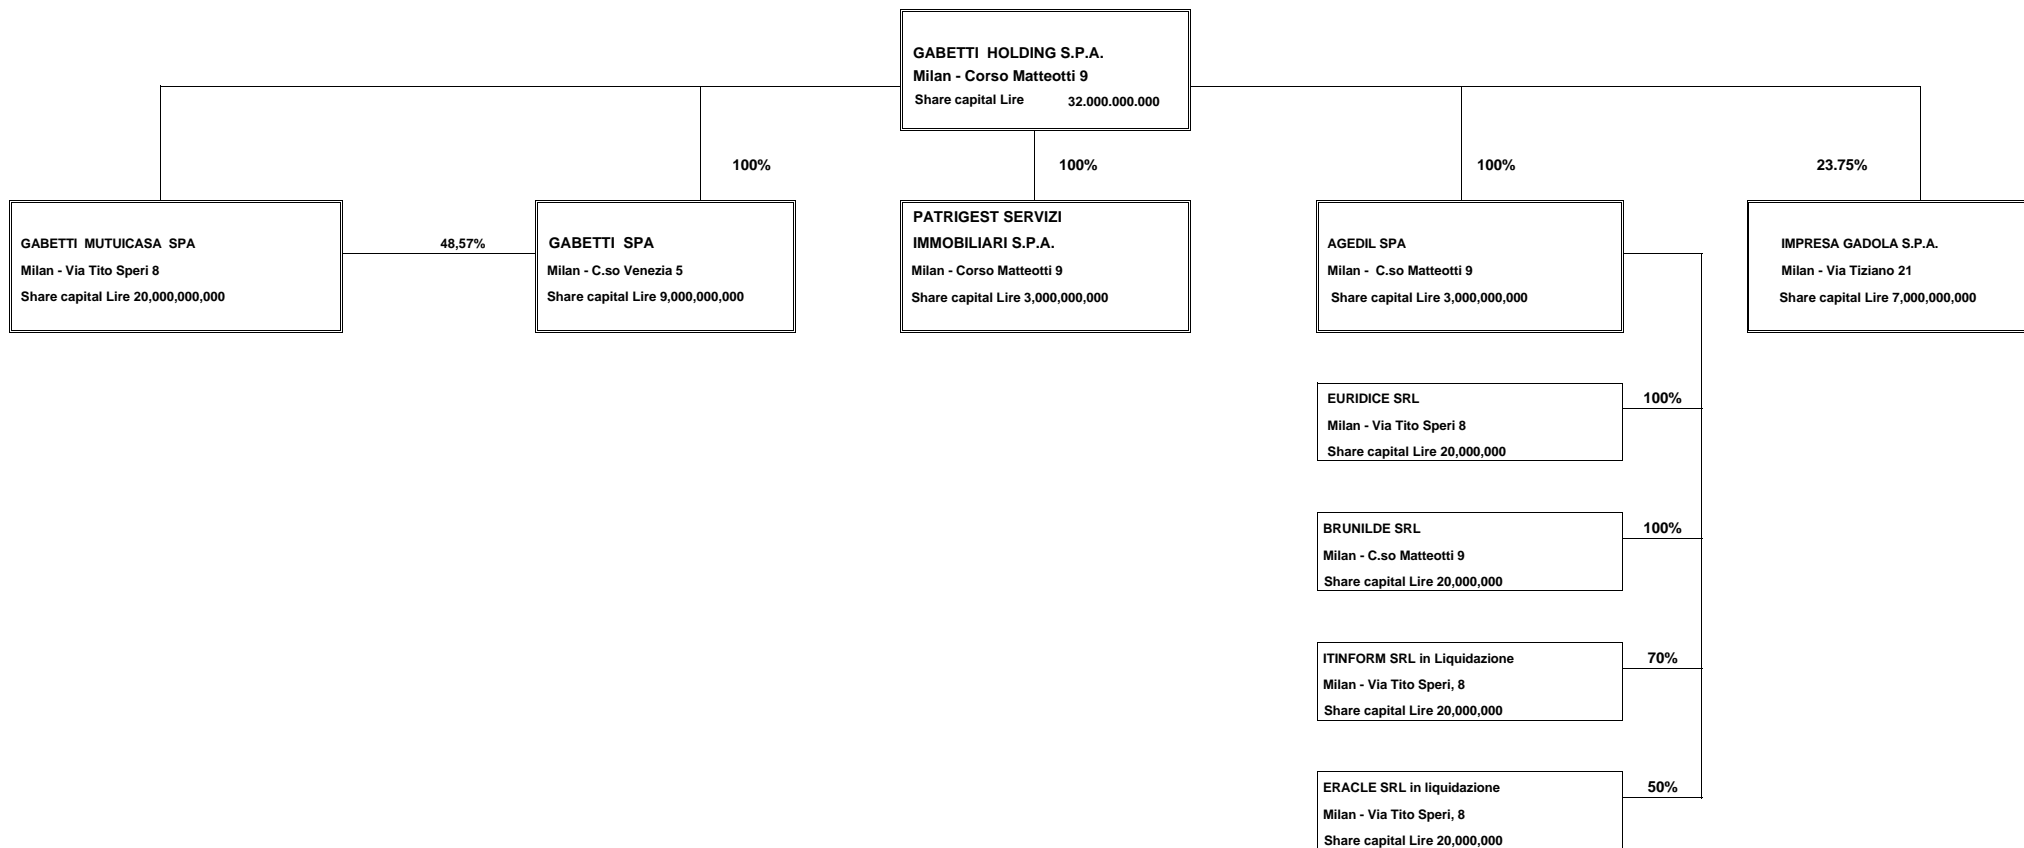 GABETTI HOLDING S.P.A.
Milan - Corso Matteotti 9
Share capital Lire 32.000.000.000
100%
100%
100%
23.75%
GABETTI MUTUICASA SPA
Milan - Via Tito Speri 8
Share capital Lire 20,000,000,000
48,57%
GABETTI SPA
Milan - C.so Venezia 5
Share capital Lire 9,000,000,000
PATRIGEST SERVIZI
IMMOBILIARI S.P.A.
Milan - Corso Matteotti 9
Share capital Lire 3,000,000,000
AGEDIL SPA
Milan - C.so Matteotti 9
Share capital Lire 3,000,000,000
IMPRESA GADOLA S.P.A.
Milan - Via Tiziano 21
Share capital Lire 7,000,000,000
EURIDICE SRL
Milan - Via Tito Speri 8
Share capital Lire 20,000,000
100%
BRUNILDE SRL
Milan - C.so Matteotti 9
Share capital Lire 20,000,000
100%
ITINFORM SRL in Liquidazione
Milan - Via Tito Speri, 8
Share capital Lire 20,000,000
70%
ERACLE SRL in liquidazione
Milan - Via Tito Speri, 8
Share capital Lire 20,000,000
50%